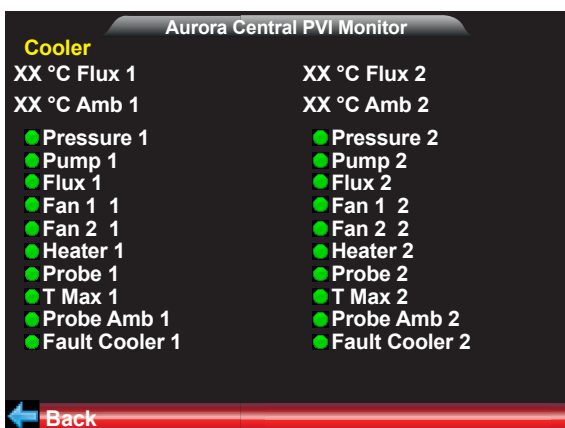 Aurora Central PVI Monitor
Cooler
XX °C Flux 1 XX °C Flux 2
XX °C Amb 1 XX °C Amb 2
Pressure 1 Pressure 2
Pump 1 Pump 2
Flux 1 Flux 2
Fan 1 1 Fan 1 2
Fan 2 1 Fan 2 2
Heater 1 Heater 2
Probe 1 Probe 2
T Max 1 T Max 2
Probe Amb 1 Probe Amb 2
Fault Cooler 1 Fault Cooler 2
Back